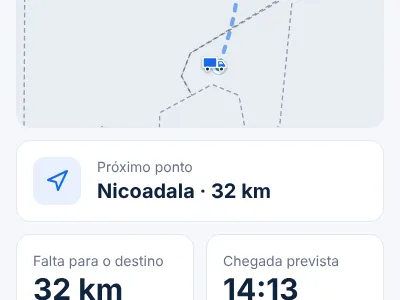 Próximo ponto
Nicoadala · 32 km
Falta para o destino
32 km
Chegada prevista
14:13